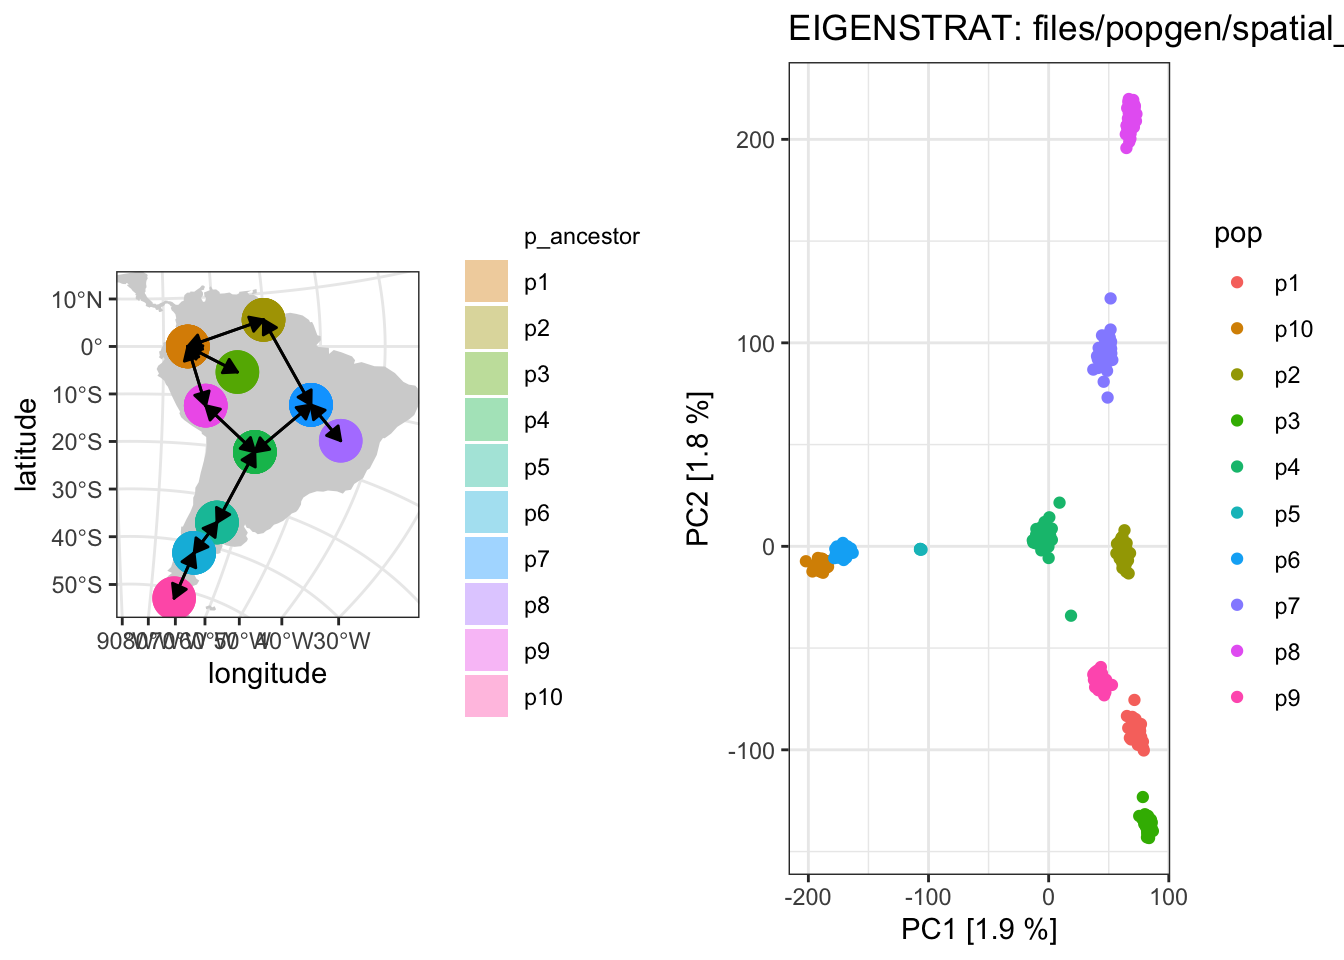 EIGENSTRAT: files/popgen/spatial_
latitude
10°N
0°
10°S
20°S
30°S
40°S
50°S
40°W
30°W
longitude
p_ancestor
p1
p2
p3
p4
p5
p6
p7
p8
p9
p10
PC2 [1.8 %]
200
100
0
-100
-200
-100
0
100
PC1 [1.9 %]
pop
p1
p10
p2
p3
p4
p5
p6
p7
p8
p9